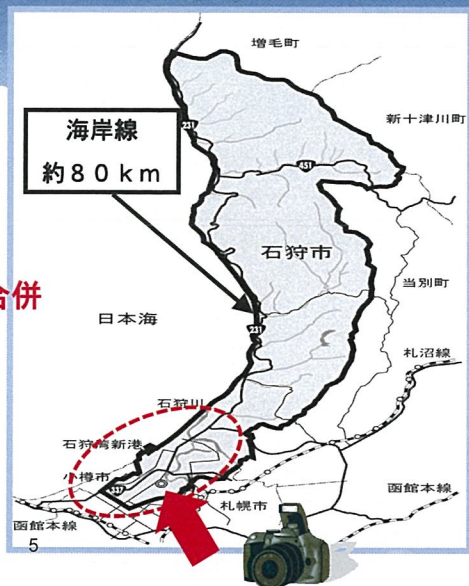 増毛町
新十津川町
231
451
海岸線
約80km
石狩市
当別町
合併
日本海
231
札沼線
石狩川
石狩湾新港
小樽市
337
札幌市
函館本線
函館本線
5